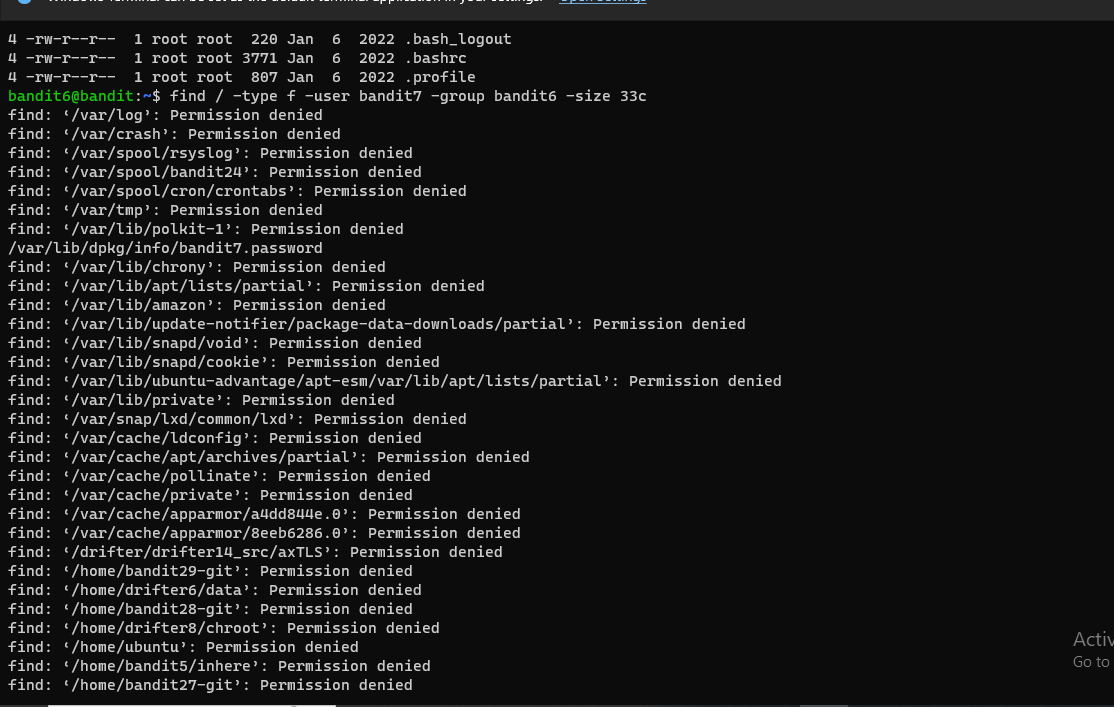 4 -rw-r--r--  1 root root  220 Jan  6  2022 .bash_logout
4 -rw-r--r--  1 root root 3771 Jan  6  2022 .bashrc
4 -rw-r--r--  1 root root  807 Jan  6  2022 .profile
bandit6@bandit:~$ find / -type f -user bandit7 -group bandit6 -size 33c
find: ‘/var/log’: Permission denied
find: ‘/var/crash’: Permission denied
find: ‘/var/spool/rsyslog’: Permission denied
find: ‘/var/spool/bandit24’: Permission denied
find: ‘/var/spool/cron/crontabs’: Permission denied
find: ‘/var/tmp’: Permission denied
find: ‘/var/lib/polkit-1’: Permission denied
/var/lib/dpkg/info/bandit7.password
find: ‘/var/lib/chrony’: Permission denied
find: ‘/var/lib/apt/lists/partial’: Permission denied
find: ‘/var/lib/amazon’: Permission denied
find: ‘/var/lib/update-notifier/package-data-downloads/partial’: Permission denied
find: ‘/var/lib/snapd/void’: Permission denied
find: ‘/var/lib/snapd/cookie’: Permission denied
find: ‘/var/lib/ubuntu-advantage/apt-esm/var/lib/apt/lists/partial’: Permission denied
find: ‘/var/lib/private’: Permission denied
find: ‘/var/snap/lxd/common/lxd’: Permission denied
find: ‘/var/cache/ldconfig’: Permission denied
find: ‘/var/cache/apt/archives/partial’: Permission denied
find: ‘/var/cache/pollinate’: Permission denied
find: ‘/var/cache/private’: Permission denied
find: ‘/var/cache/apparmor/a4dd844e.0’: Permission denied
find: ‘/var/cache/apparmor/8eeb6286.0’: Permission denied
find: ‘/drifter/drifter14_src/axTLS’: Permission denied
find: ‘/home/bandit29-git’: Permission denied
find: ‘/home/drifter6/data’: Permission denied
find: ‘/home/bandit28-git’: Permission denied
find: ‘/home/drifter8/chroot’: Permission denied
find: ‘/home/ubuntu’: Permission denied
find: ‘/home/bandit5/inhere’: Permission denied
find: ‘/home/bandit27-git’: Permission denied
Activ
Go to